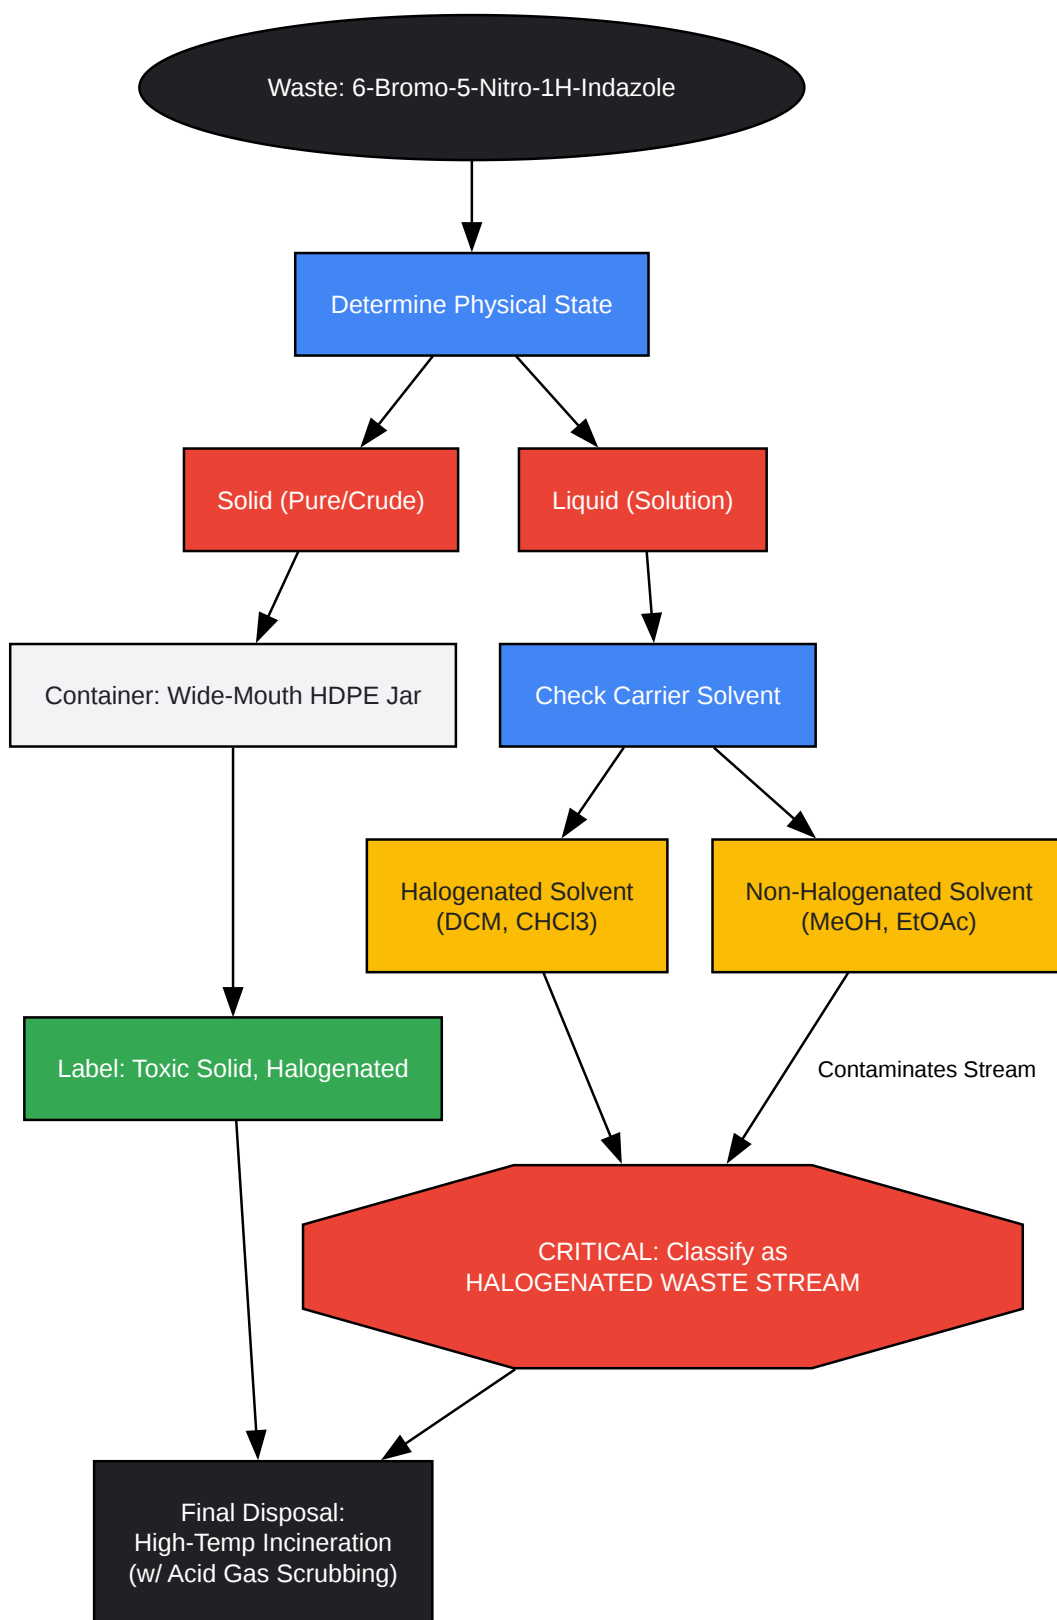 Waste: 6-Bromo-5-Nitro-1H-Indazole
Determine Physical State
Solid (Pure/Crude)
Liquid (Solution)
Container: Wide-Mouth HDPE Jar
Check Carrier Solvent
Halogenated Solvent
(DCM, CHCl3)
Non-Halogenated Solvent
(MeOH, EtOAc)
Label: Toxic Solid, Halogenated
Contaminates Stream
CRITICAL: Classify as
HALOGENATED WASTE STREAM
Final Disposal:
High-Temp Incineration
(w/ Acid Gas Scrubbing)